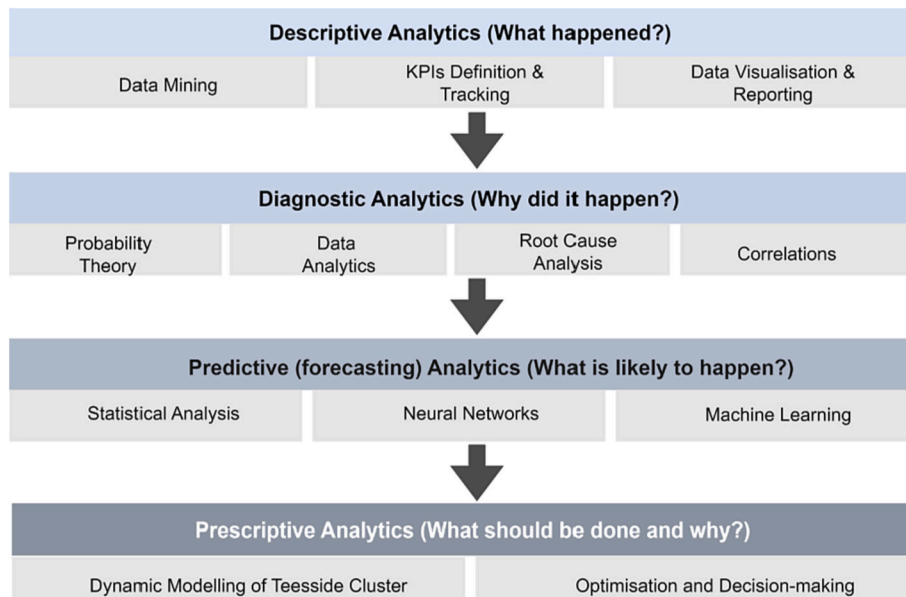 Descriptive Analytics (What happened?)
Data Mining
KPIs Definition &
Tracking
Data Visualisation &
Reporting
Diagnostic Analytics (Why did it happen?)
Probability
Theory
Data
Analytics
Root Cause
Analysis
Correlations
Predictive (forecasting) Analytics (What is likely to happen?)
Statistical Analysis
Neural Networks
Machine Learning
Prescriptive Analytics (What should be done and why?)
Dynamic Modelling of Teesside Cluster
Optimisation and Decision-making